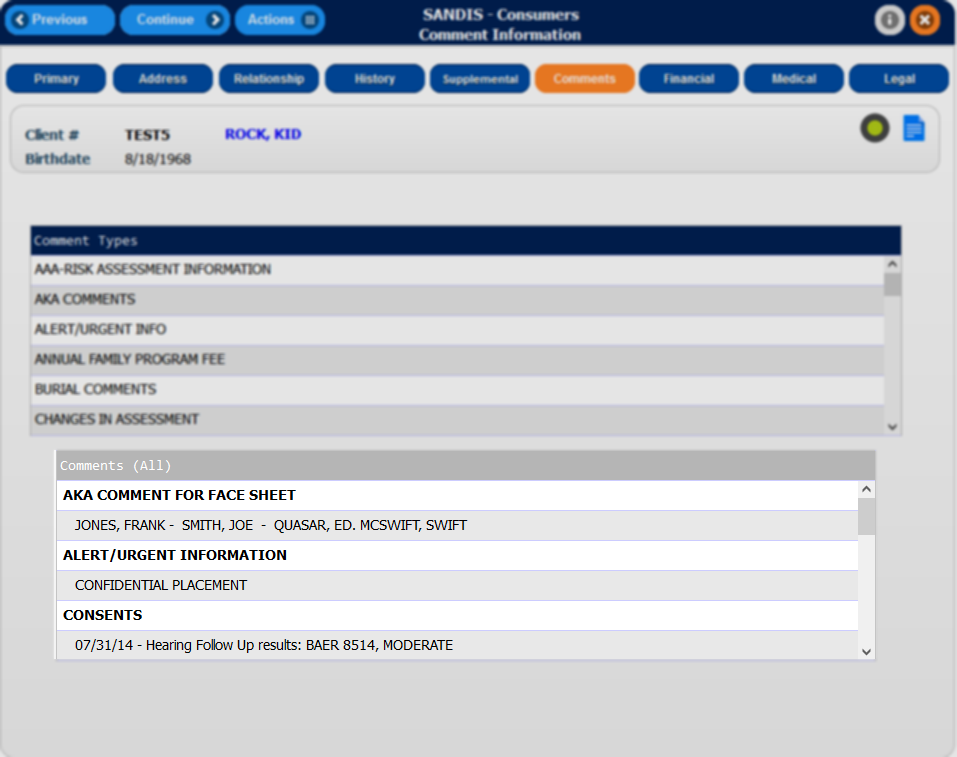 Previous Continue Actions
SANDIS - Consumers
Comment Information
Primary Address Relationship History Supplemental Comments Financial Medical Legal
Client # TEST5 ROCK, KID
Birthdate 8/18/1968
Comment Types
AAA-RISK ASSESSMENT INFORMATION
AKA COMMENTS
ALERT/URGENT INFO
ANNUAL FAMILY PROGRAM FEE
BURIAL COMMENTS
CHANGES IN ASSESSMENT
Comments (All)
AKA COMMENT FOR FACE SHEET
JONES, FRANK - SMITH, JOE - QUASAR, ED. MCSWIFT, SWIFT
ALERT/URGENT INFORMATION
CONFIDENTIAL PLACEMENT
CONSENTS
07/31/14 - Hearing Follow Up results: BAER 8514, MODERATE